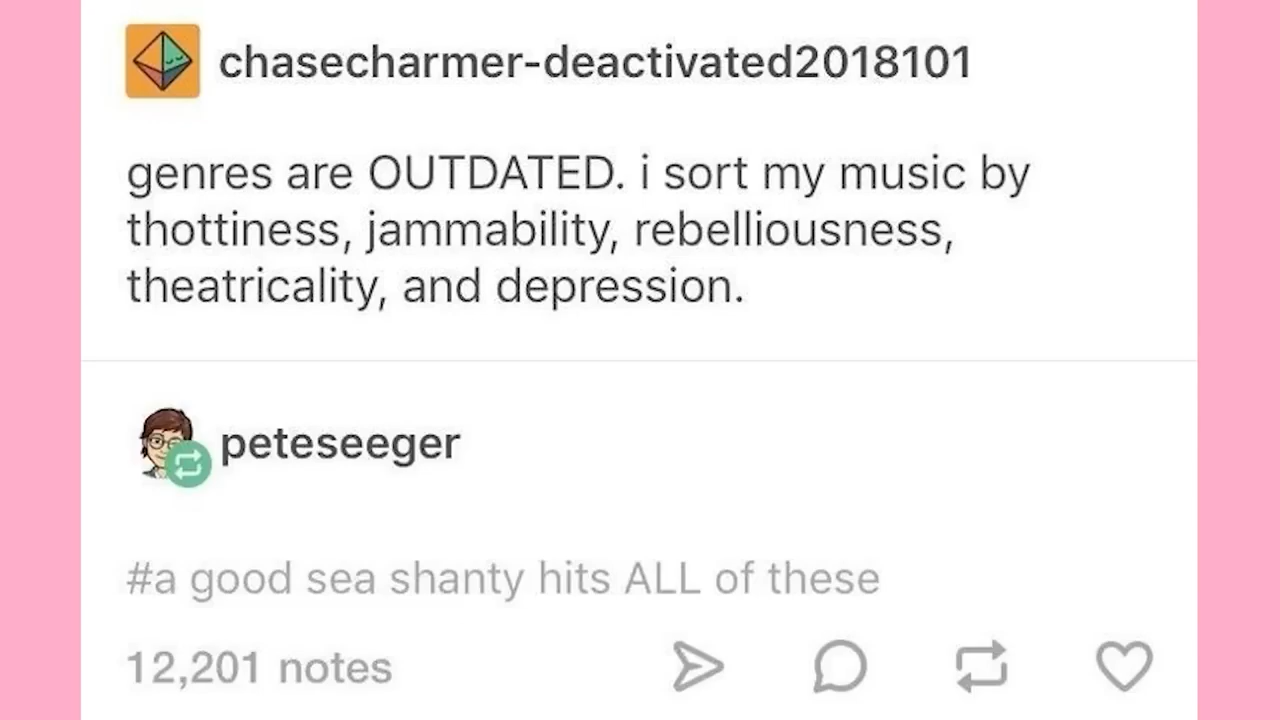 chasecharmer-deactivated2018101
genres are OUTDATED. i sort my music by
thottiness, jammability, rebelliousness,
theatricality, and depression.
peteseeger
#a good sea shanty hits ALL of these
12,201 notes